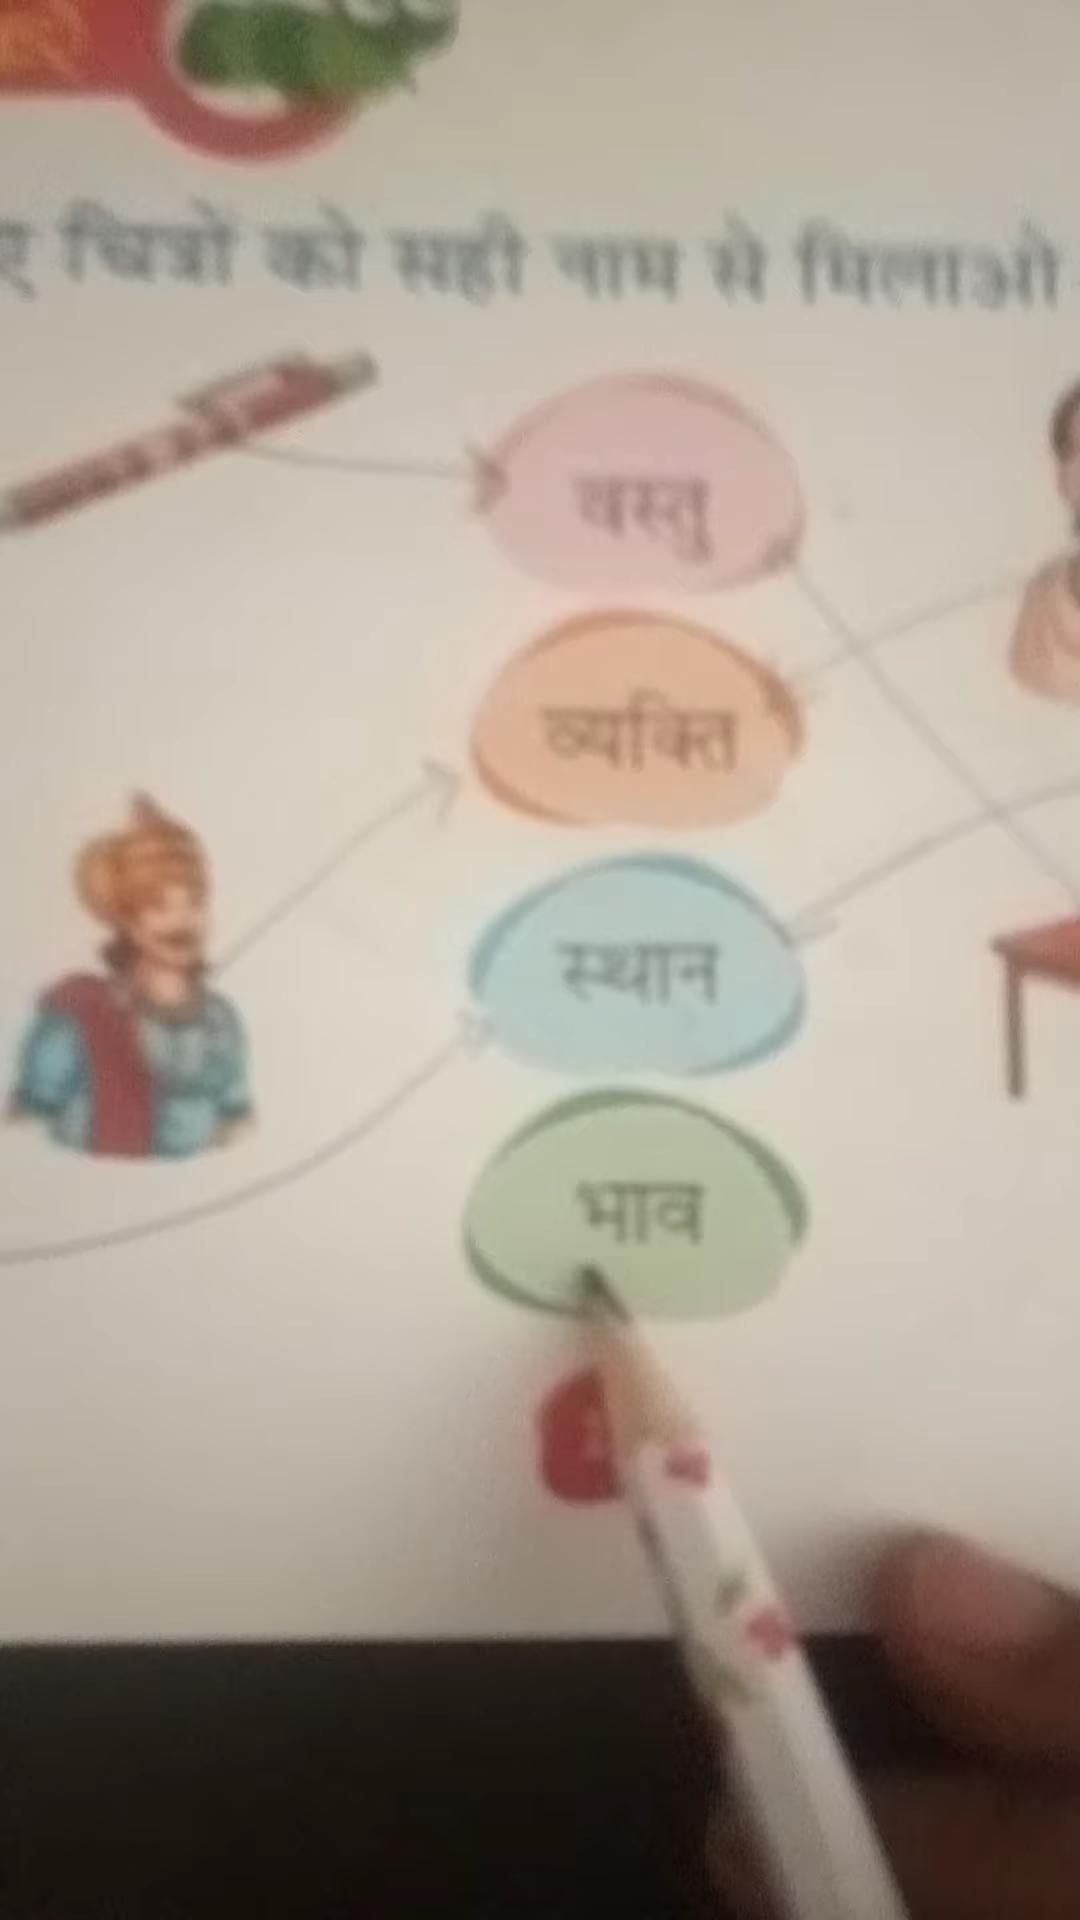 चित्रों को सही नाम से मिलाओ
वस्तु
व्यक्ति
स्थान
भाव